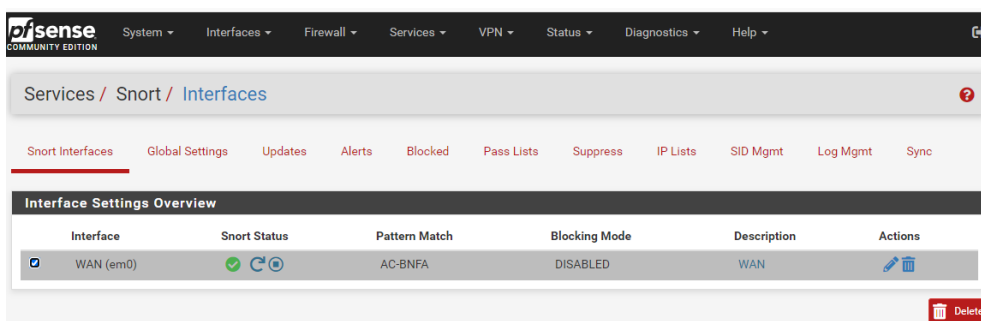 pfsense System Interfaces Firewall Services VPN Status Diagnostics Help
COMMUNITY EDITION
Services / Snort / Interfaces
Snort Interfaces Global Settings Updates Alerts Blocked Pass Lists Suppress IP Lists SID Mgmt Log Mgmt Sync
Interface Settings Overview
Interface Snort Status Pattern Match Blocking Mode Description Actions
WAN (em0) AC-BNFA DISABLED WAN
Delete